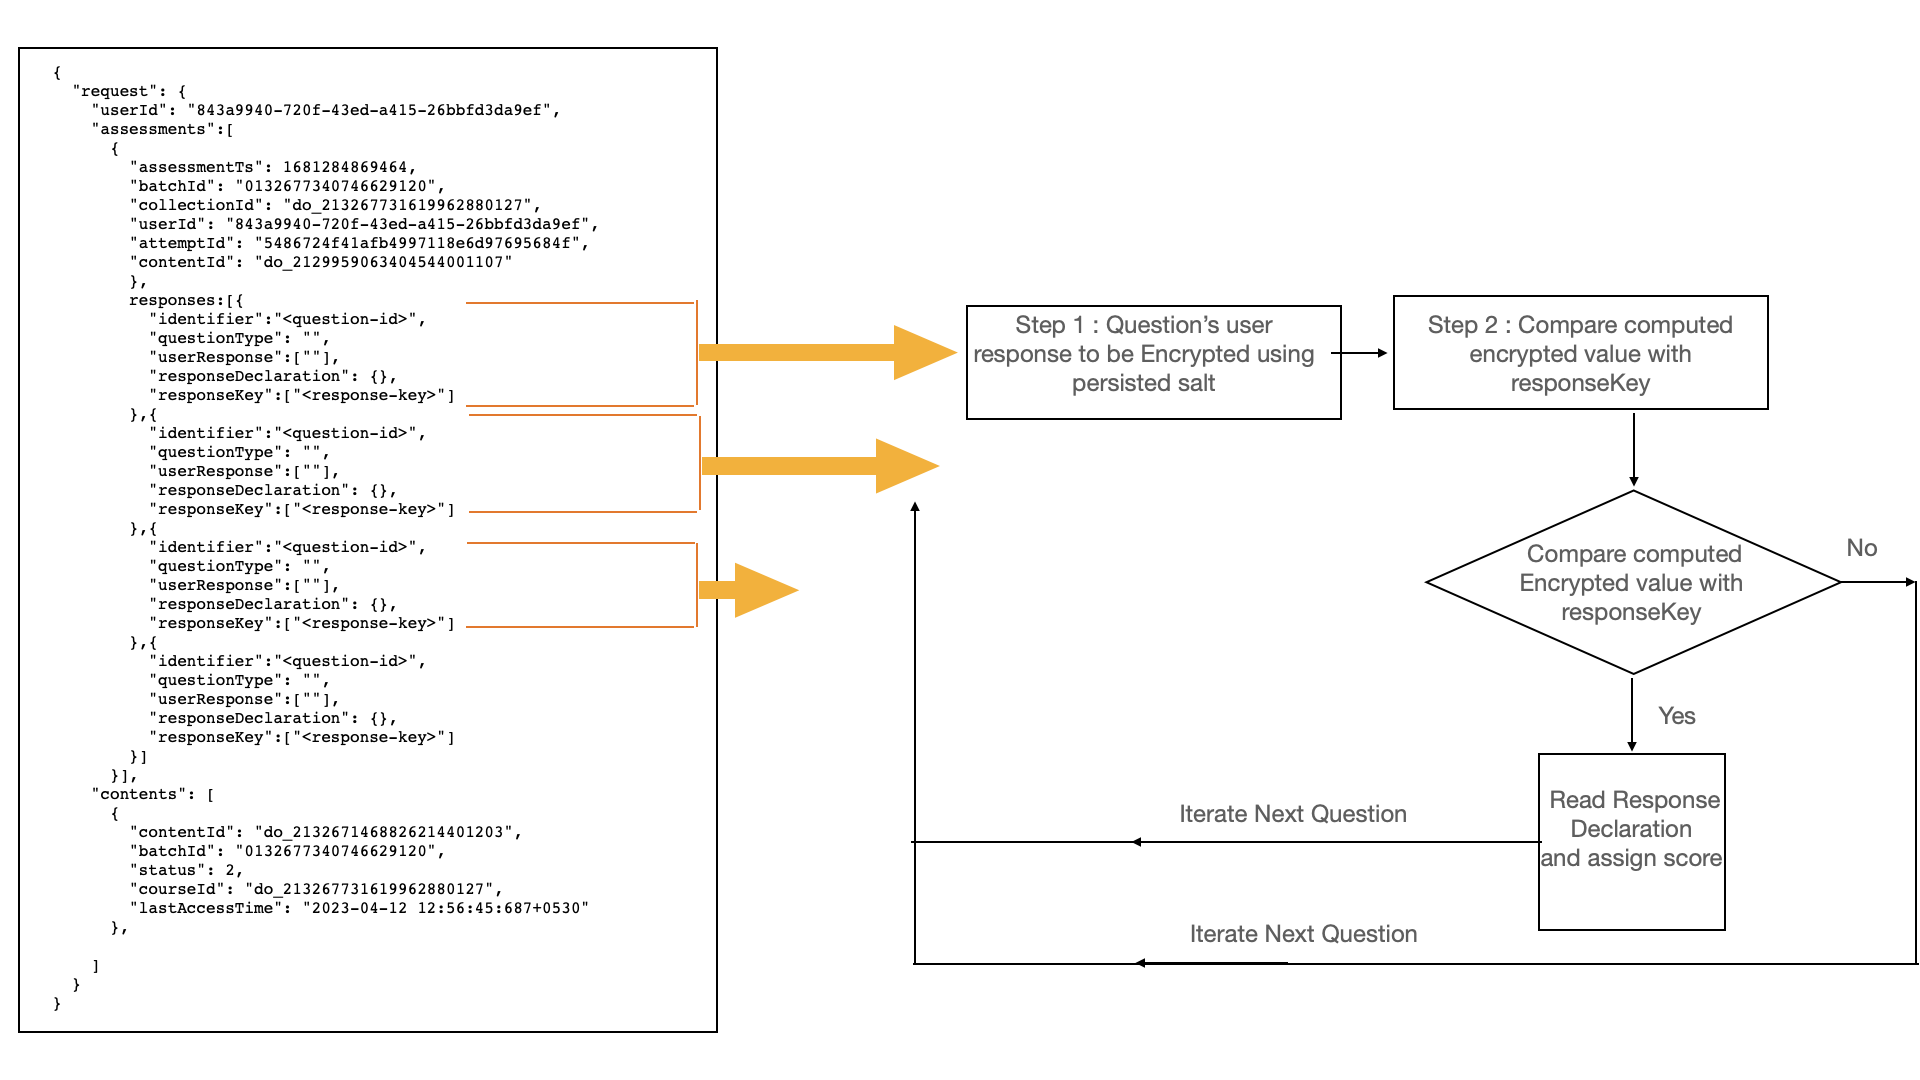 {
"request": {
"userId": "843a9940-720f-43ed-a415-26bbfd3da9ef",
"assessments":[
{
"assessmentTs": 1681284869464,
"batchId": "0132677340746629120",
"collectionId": "do_213267731619962880127",
"userId": "843a9940-720f-43ed-a415-26bbfd3da9ef",
"attemptId": "5486724f41afb4997118e6d97695684f",
"contentId": "do_2129959063404544001107"
},
responses:[{
"identifier":"<question-id>",
"questionType": "",
"userResponse":[""],
"responseDeclaration": {},
"responseKey":["<response-key>"]
},{
"identifier":"<question-id>",
"questionType": "",
"userResponse":[""],
"responseDeclaration": {},
"responseKey":["<response-key>"]
},{
"identifier":"<question-id>",
"questionType": "",
"userResponse":[""],
"responseDeclaration": {},
"responseKey":["<response-key>"]
},{
"identifier":"<question-id>",
"questionType": "",
"userResponse":[""],
"responseDeclaration": {},
"responseKey":["<response-key>"]
}]
}],
"contents": [
{
"contentId": "do_2132671468826214401203",
"batchId": "0132677340746629120",
"status": 2,
"courseId": "do_213267731619962880127",
"lastAccessTime": "2023-04-12 12:56:45:687+0530"
},
]
}
}
Step 1 : Question’s user
response to be Encrypted using
persisted salt
Step 2 : Compare computed
encrypted value with
responseKey
Compare computed
Encrypted value with
responseKey
No
Yes
Read Response
Declaration
and assign score
Iterate Next Question
Iterate Next Question